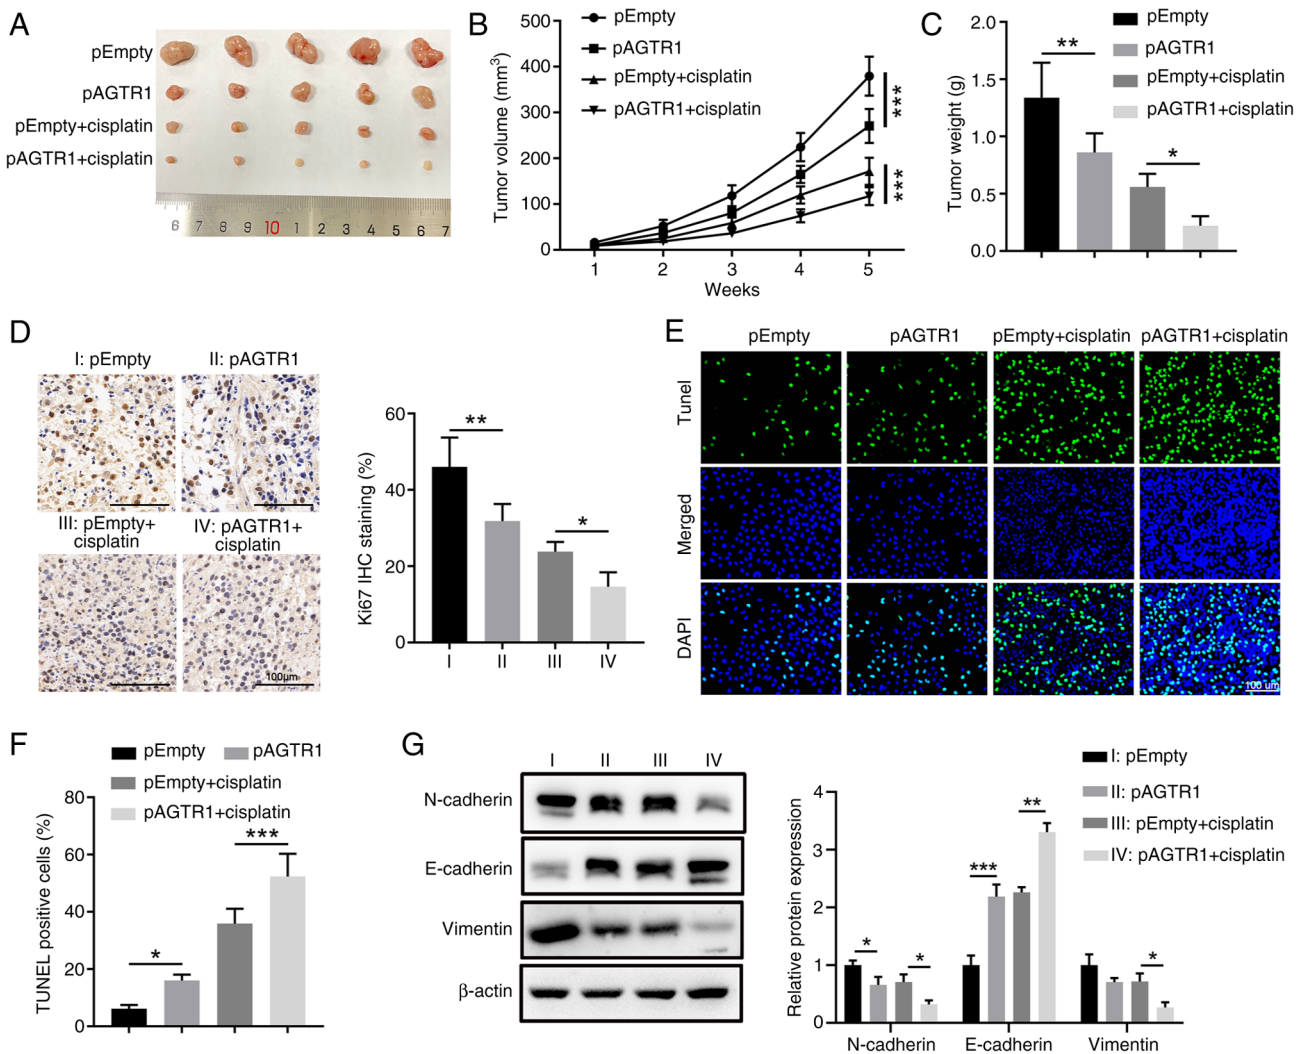 A
pEmpty
pAGTR1
pEmpty+cisplatin
pAGTR1+cisplatin
6 7 8 9 10 1 2 3 4 5 6 7
B
Tumor volume (mm3)
500
400
300
200
100
0
pEmpty
pAGTR1
pEmpty+cisplatin
pAGTR1+cisplatin
***
***
1 2 3 4 5
Weeks
C
Tumor weight (g)
2.0
1.5
1.0
0.5
0.0
pEmpty
pAGTR1
pEmpty+cisplatin
pAGTR1+cisplatin
**
*
D
I: pEmpty
II: pAGTR1
III: pEmpty+
cisplatin
IV: pAGTR1+
cisplatin
100μm
Ki67 IHC staining (%)
60
40
20
0
**
*
I II III IV
E
pEmpty pAGTR1 pEmpty+cisplatin pAGTR1+cisplatin
Tunel
Merged
DAPI
100 um
F
pEmpty pAGTR1
pEmpty+cisplatin
pAGTR1+cisplatin
TUNEL positive cells (%)
80
60
40
20
0
*
***
G
I II III IV
N-cadherin
E-cadherin
Vimentin
β-actin
Relative protein expression
4
3
2
1
0
* *
*** **
*
N-cadherin E-cadherin Vimentin
I: pEmpty
II: pAGTR1
III: pEmpty+cisplatin
IV: pAGTR1+cisplatin